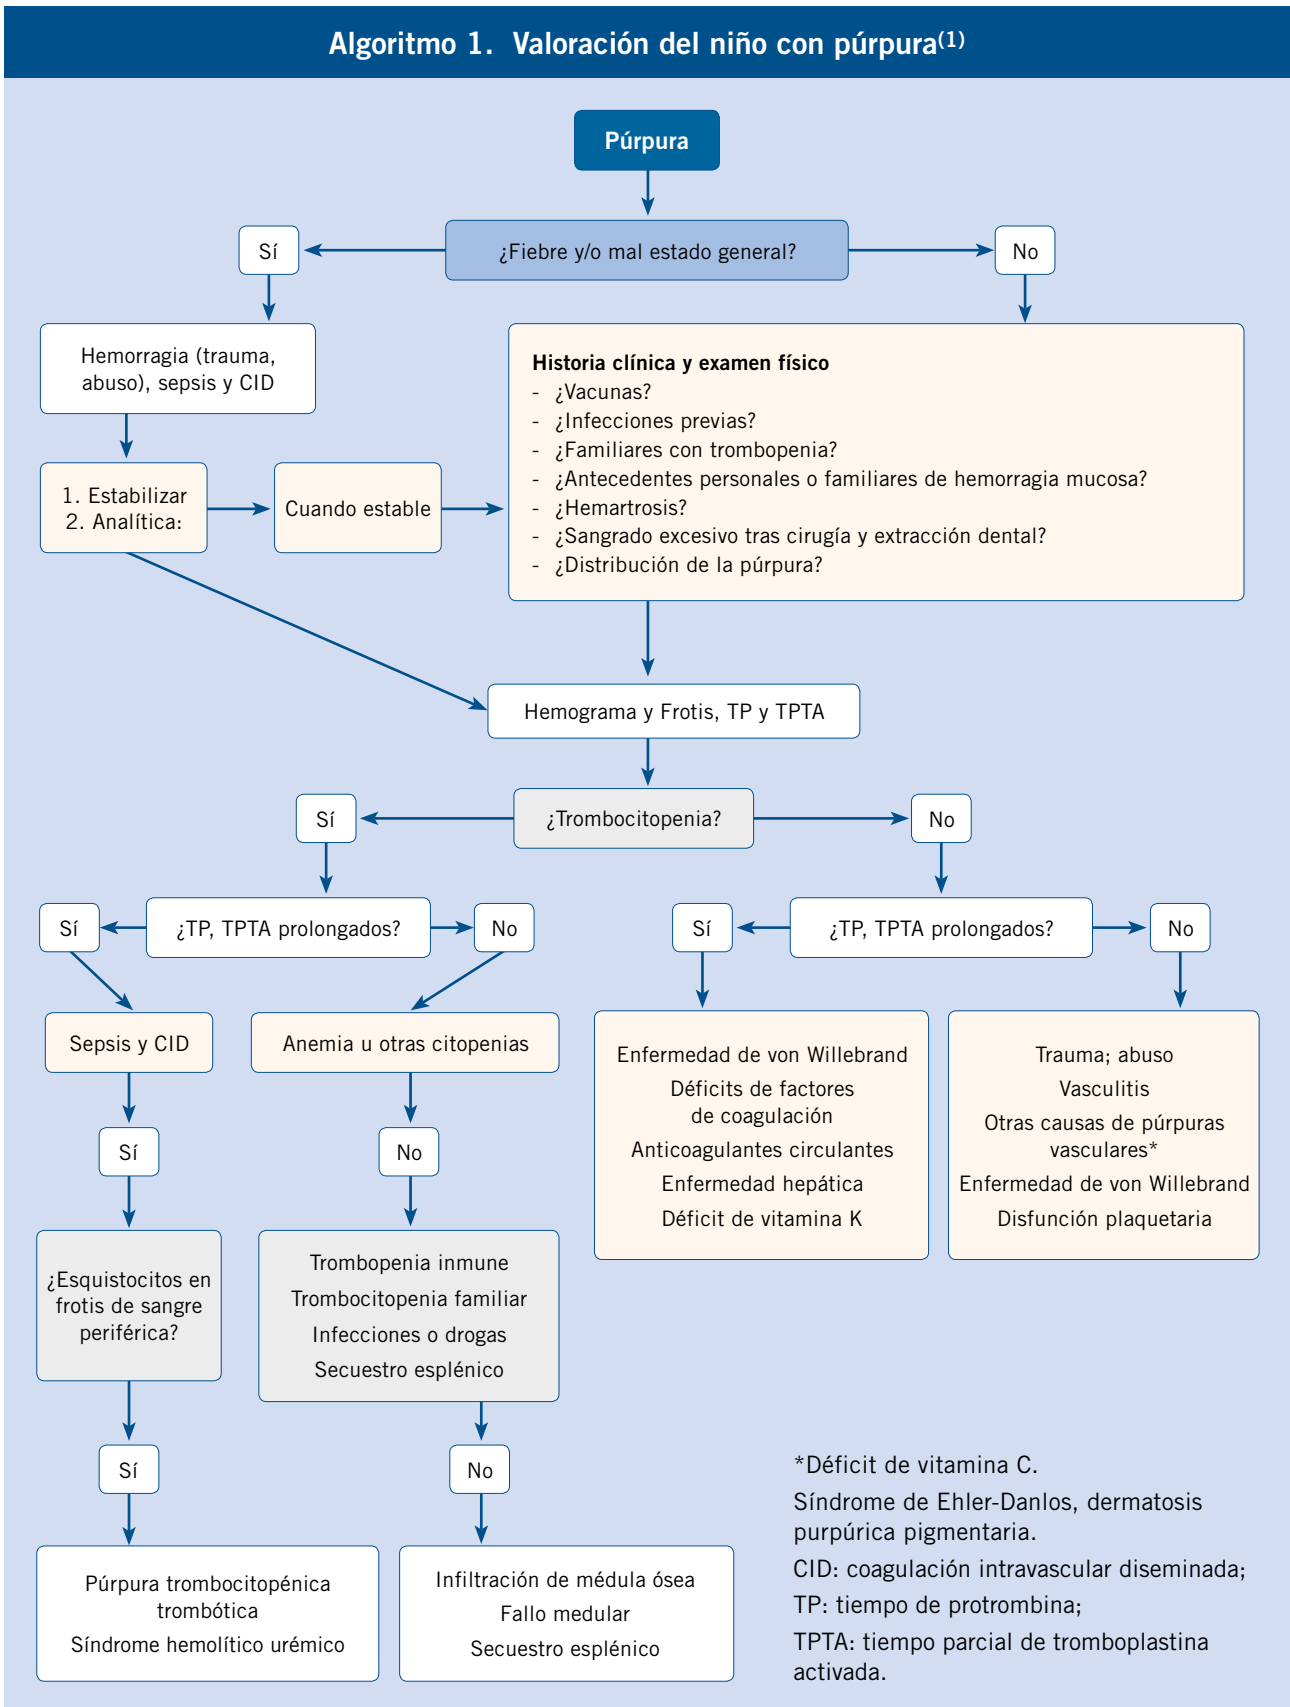 Algoritmo 1. Valoración del niño con púrpura(1)
Púrpura
Sí
¿Fiebre y/o mal estado general?
No
Hemorragia (trauma,
abuso), sepsis y CID
Historia clínica y examen físico
- ¿Vacunas?
- ¿Infecciones previas?
- ¿Familiares con trombopenia?
- ¿Antecedentes personales o familiares de hemorragia mucosa?
- ¿Hemartrosis?
- ¿Sangrado excesivo tras cirugía y extracción dental?
- ¿Distribución de la púrpura?
1. Estabilizar
2. Analítica:
Cuando estable
Hemograma y Frotis, TP y TPTA
Sí
¿Trombocitopenia?
No
Sí
¿TP, TPTA prolongados?
No
Sí
¿TP, TPTA prolongados?
No
Sepsis y CID
Anemia u otras citopenias
Enfermedad de von Willebrand
Déficits de factores
de coagulación
Anticoagulantes circulantes
Enfermedad hepática
Déficit de vitamina K
Trauma; abuso
Vasculitis
Otras causas de púrpuras
vasculares*
Enfermedad de von Willebrand
Disfunción plaquetaria
Sí
No
¿Esquistocitos en
frotis de sangre
periférica?
Trombopenia inmune
Trombocitopenia familiar
Infecciones o drogas
Secuestro esplénico
Sí
No
Púrpura trombocitopénica
trombótica
Síndrome hemolítico urémico
Infiltración de médula ósea
Fallo medular
Secuestro esplénico
*Déficit de vitamina C.
Síndrome de Ehler-Danlos, dermatosis
purpúrica pigmentaria.
CID: coagulación intravascular diseminada;
TP: tiempo de protrombina;
TPTA: tiempo parcial de tromboplastina
activada.